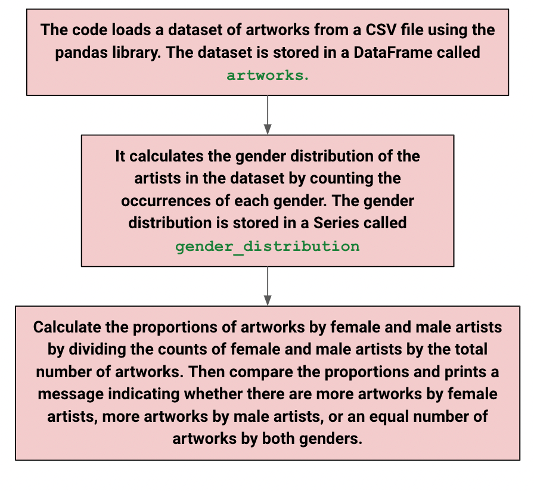 The code loads a dataset of artworks from a CSV file using the
pandas library. The dataset is stored in a DataFrame called
artworks.
It calculates the gender distribution of the
artists in the dataset by counting the
occurrences of each gender. The gender
distribution is stored in a Series called
gender_distribution
Calculate the proportions of artworks by female and male artists
by dividing the counts of female and male artists by the total
number of artworks. Then compare the proportions and prints a
message indicating whether there are more artworks by female
artists, more artworks by male artists, or an equal number of
artworks by both genders.